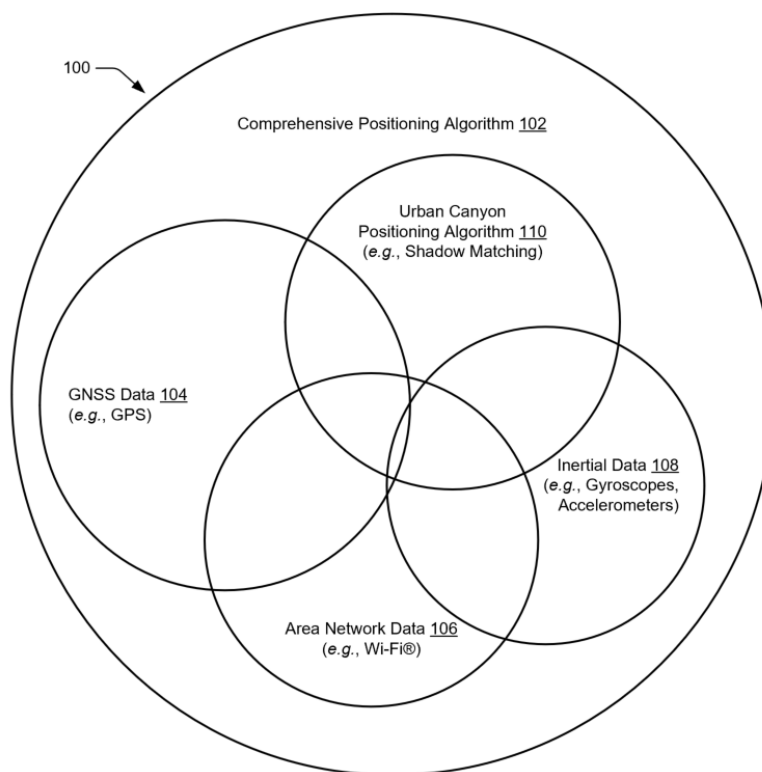 100
Comprehensive Positioning Algorithm 102
Urban Canyon
Positioning Algorithm 110
(e.g., Shadow Matching)
GNSS Data 104
(e.g., GPS)
Inertial Data 108
(e.g., Gyroscopes,
Accelerometers)
Area Network Data 106
(e.g., Wi-Fi®)